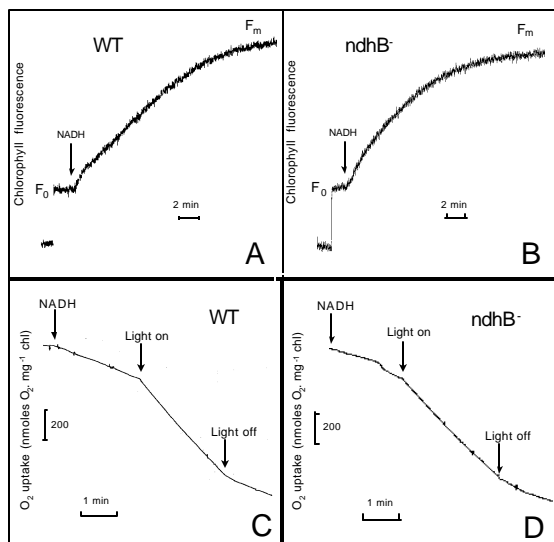 WT
F_m
Chlorophyll fluorescence
NADH
F_0
2 min
A
ndhB-
F_m
Chlorophyll fluorescence
NADH
F_0
2 min
B
NADH
WT
Light on
O2 uptake (nmoles O2. mg-1 chl)
200
Light off
1 min
C
NADH
ndhB-
Light on
O2 uptake (nmoles O2. mg-1 chl)
200
Light off
1 min
D